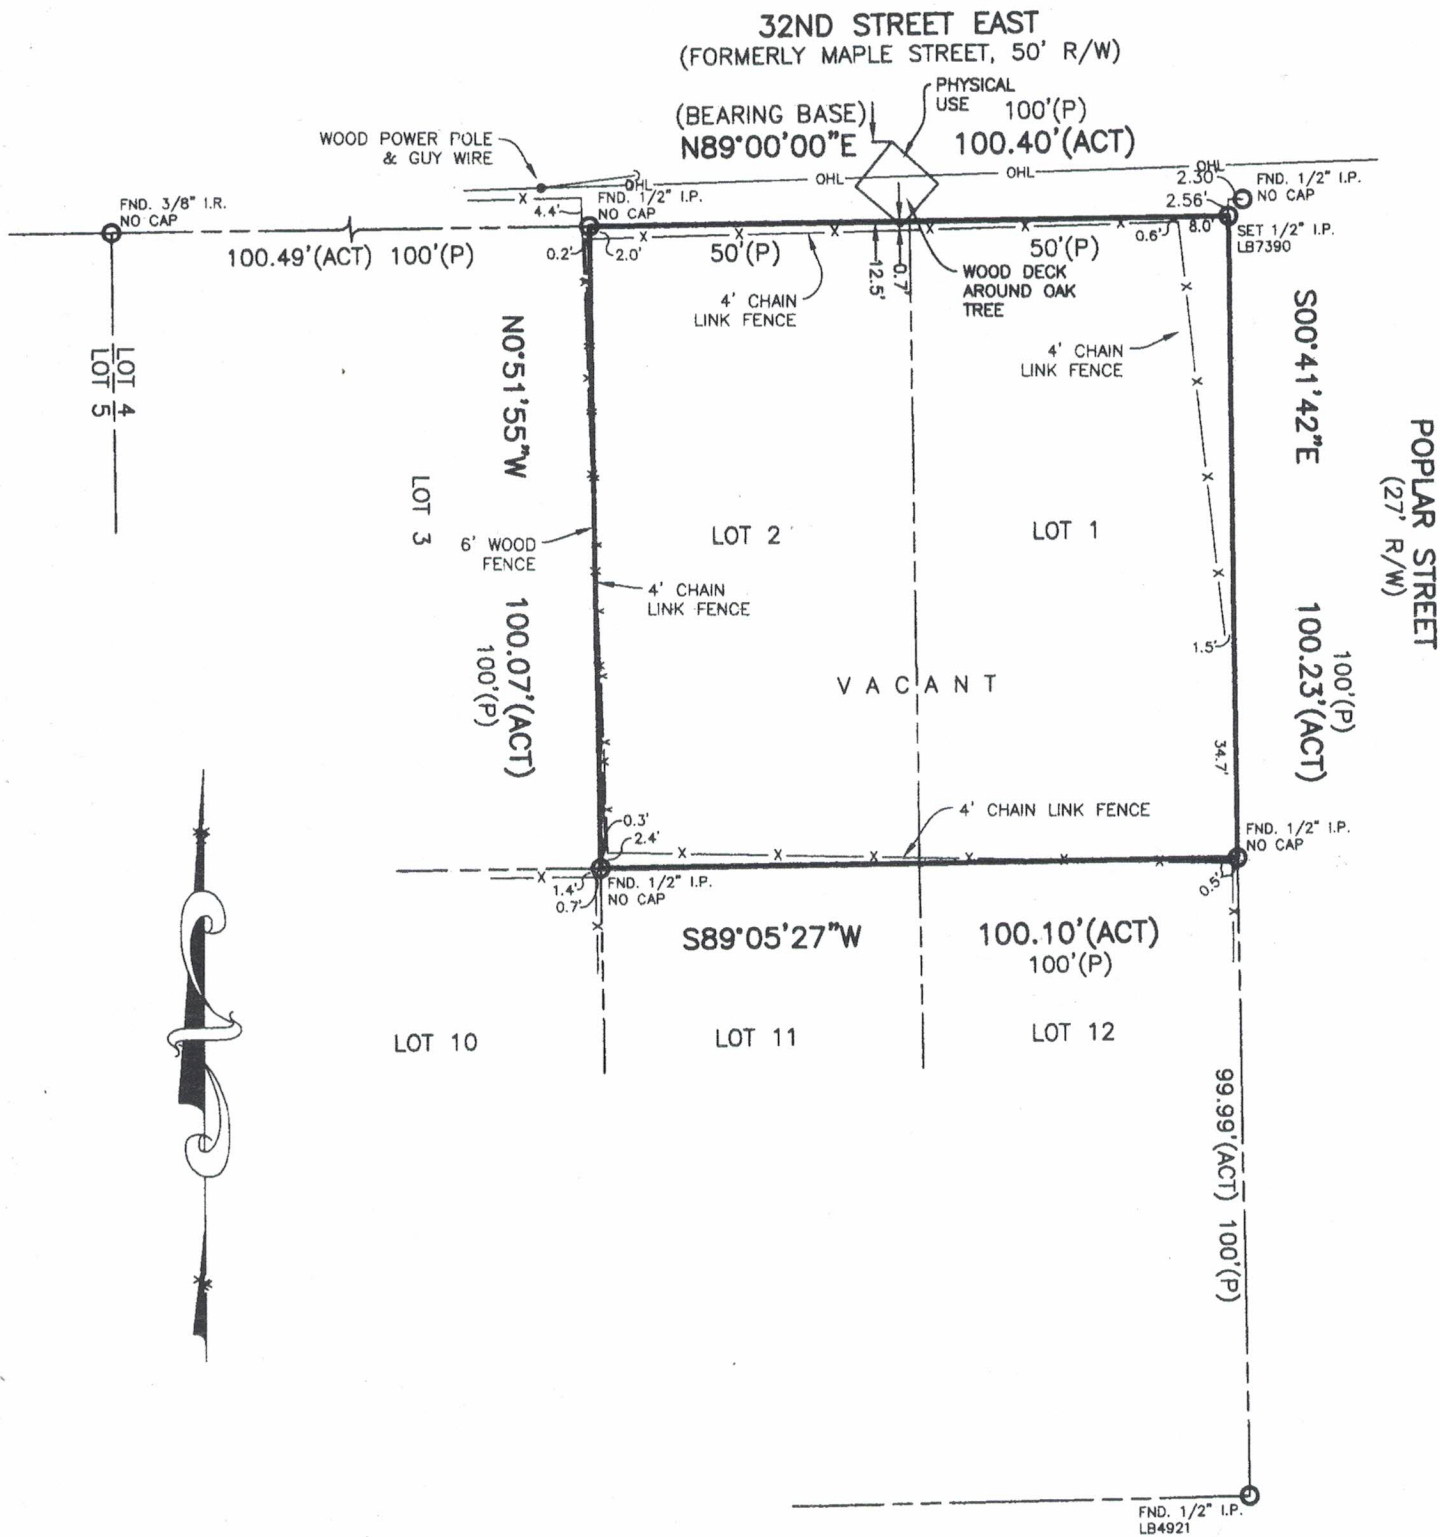 32ND STREET EAST
(FORMERLY MAPLE STREET, 50' R/W)
PHYSICAL
USE
100'(P)
(BEARING BASE)
N89°00'00"E
100.40'(ACT)
WOOD POWER POLE
& GUY WIRE
OHL
OHL
OHL
OHL
2.30'
FND. 1/2" I.P.
NO CAP
2.56'
FND. 3/8" I.R.
NO CAP
4.4'
FND. 1/2" I.P.
NO CAP
SET 1/2" I.P.
LB7390
100.49'(ACT) 100'(P)
0.2'
2.0'
50'(P)
50'(P)
0.6'
8.0'
12.5'
0.7'
WOOD DECK
AROUND OAK
TREE
4' CHAIN
LINK FENCE
4' CHAIN
LINK FENCE
LOT 4
LOT 5
N0°51'55"W
S00°41'42"E
POPLAR STREET
(27' R/W)
LOT 3
LOT 2
LOT 1
6' WOOD
FENCE
4' CHAIN
LINK FENCE
100.07'(ACT)
100'(P)
1.5'
100'(P)
100.23'(ACT)
VACANT
34.7'
4' CHAIN LINK FENCE
0.3'
2.4'
FND. 1/2" I.P.
NO CAP
1.4'
0.7'
FND. 1/2" I.P.
NO CAP
0.5'
S89°05'27"W
100.10'(ACT)
100'(P)
LOT 10
LOT 11
LOT 12
99.99'(ACT) 100'(P)
FND. 1/2" I.P.
LB4921